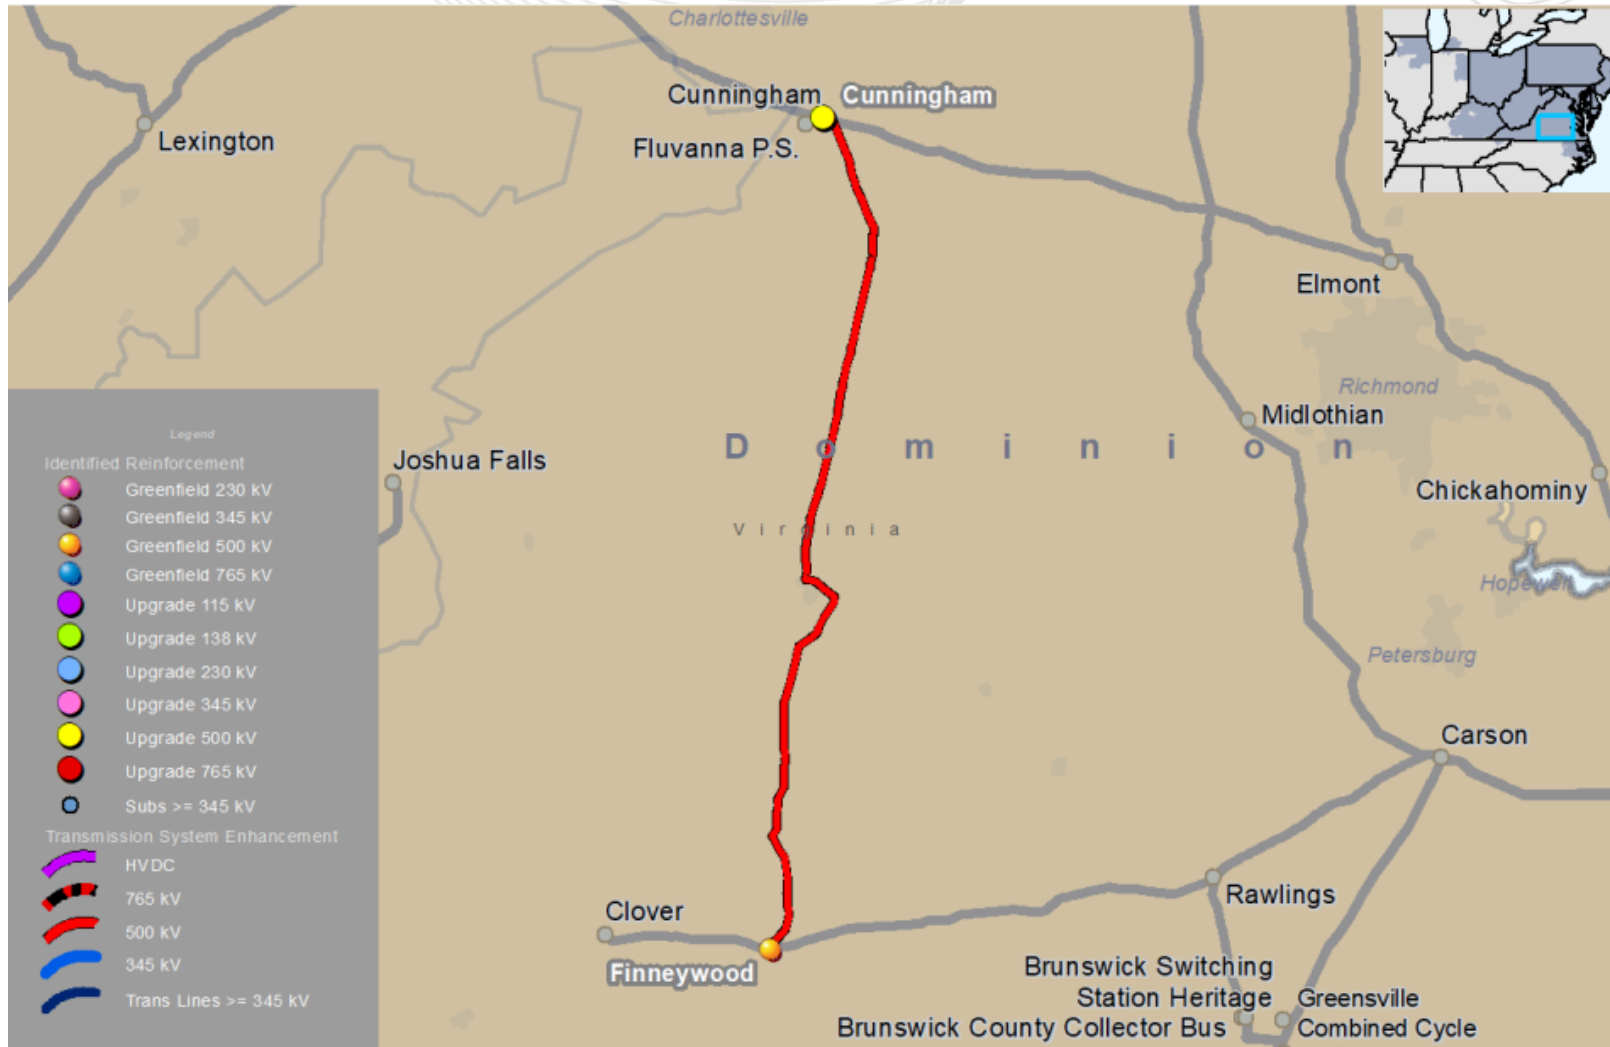 Charlottesville
Cunningham
Cunningham
Lexington
Fluvanna P.S.
Elmont
Richmond
Midlothian
Dominion
Joshua Falls
Chickahominy
Virginia
Hopewell
Petersburg
Carson
Rawlings
Clover
Finneywood
Brunswick Switching
Station Heritage
Brunswick County Collector Bus
Greensville
Combined Cycle
Legend
Identified Reinforcement
Greenfield 230 kV
Greenfield 345 kV
Greenfield 500 kV
Greenfield 765 kV
Upgrade 115 kV
Upgrade 138 kV
Upgrade 230 kV
Upgrade 345 kV
Upgrade 500 kV
Upgrade 765 kV
Subs >= 345 kV
Transmission System Enhancement
HVDC
765 kV
500 kV
345 kV
Trans Lines >= 345 kV